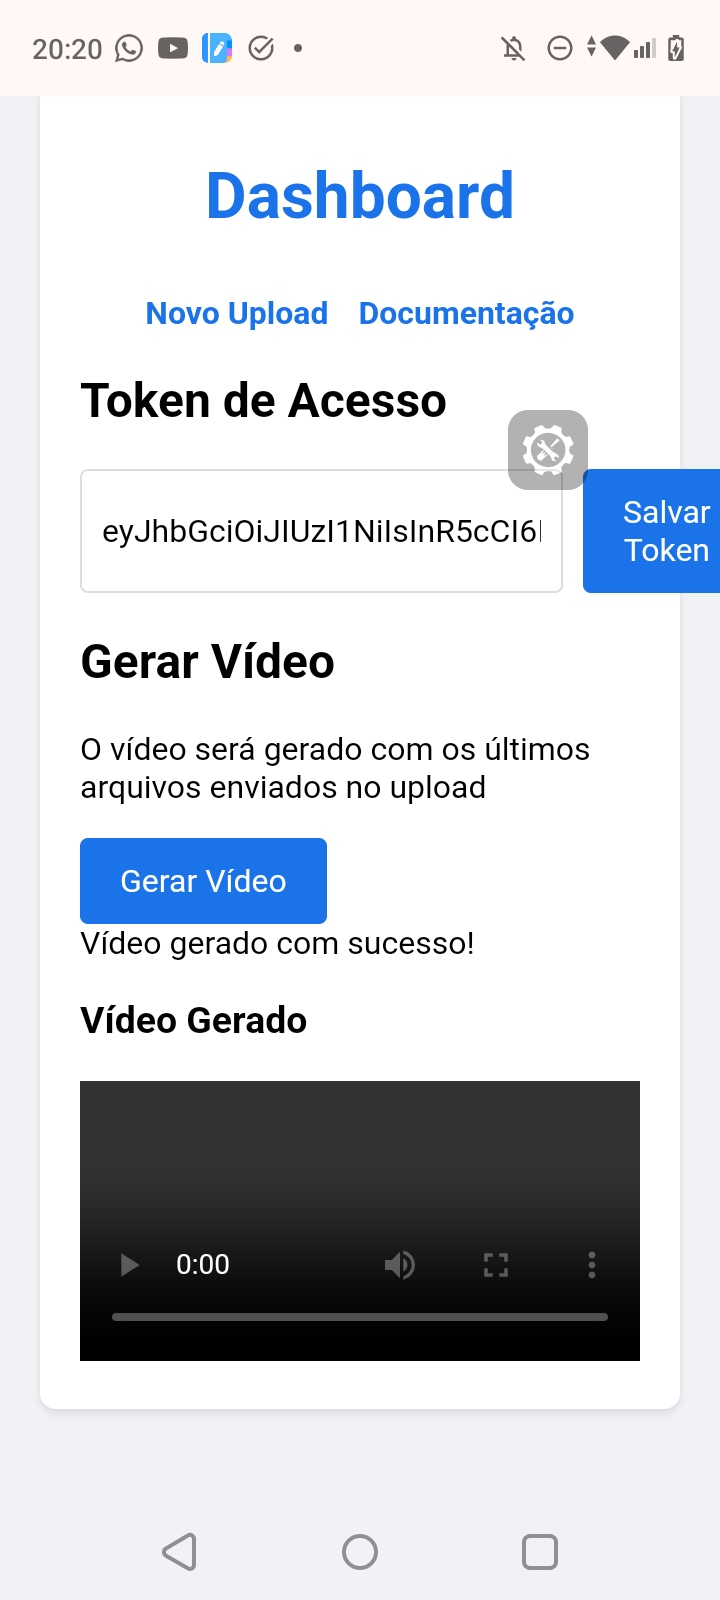 20:20
Dashboard
Novo Upload Documentação
Token de Acesso
eyJhbGciOiJIUzI1NiIsInR5cCI6I
Salvar
Token
Gerar Vídeo
O vídeo será gerado com os últimos
arquivos enviados no upload
Gerar Vídeo
Vídeo gerado com sucesso!
Vídeo Gerado
0:00